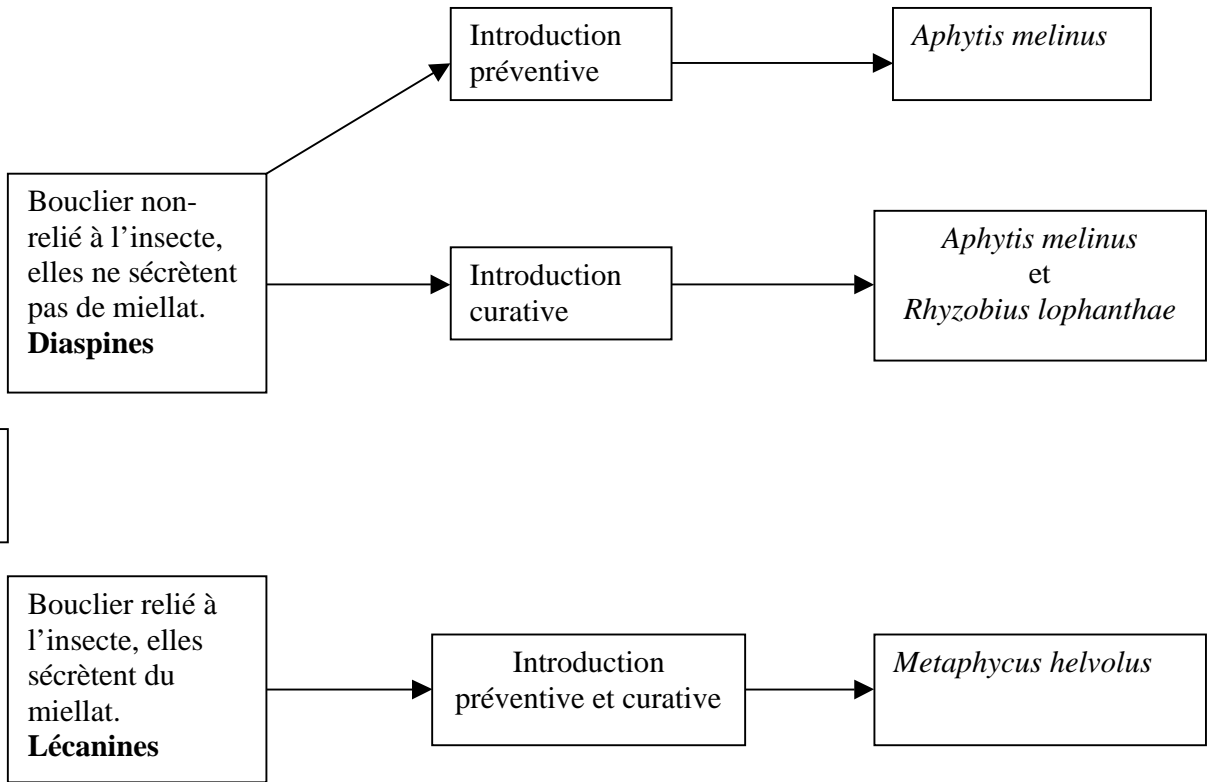 Introduction
préventive
Aphytis melinus
Bouclier non-
relié à l’insecte,
elles ne sécrètent
pas de miellat.
Diaspines
Introduction
curative
Aphytis melinus
et
Rhyzobius lophanthae
Bouclier relié à
l’insecte, elles
sécrètent du
miellat.
Lécanines
Introduction
préventive et curative
Metaphycus helvolus